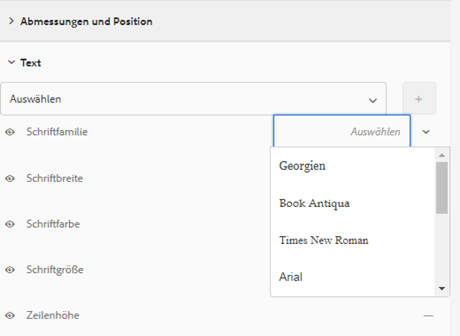 Abmessungen und Position
Text
Auswählen
+
Schriftfamilie
Auswählen
Georgien
Schriftbreite
Book Antiqua
Schriftfarbe
Times New Roman
Schriftgröße
Arial
Zeilenhöhe
—